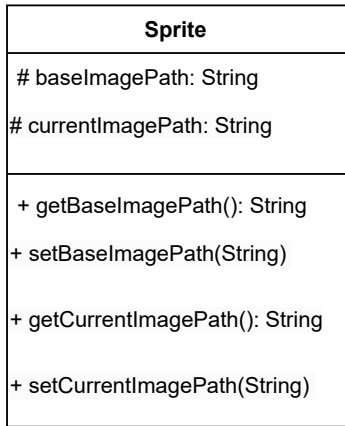 Sprite
# baseImagePath: String
# currentImagePath: String
+ getBaseImagePath(): String
+ setBaseImagePath(String)
+ getCurrentImagePath(): String
+ setCurrentImagePath(String)